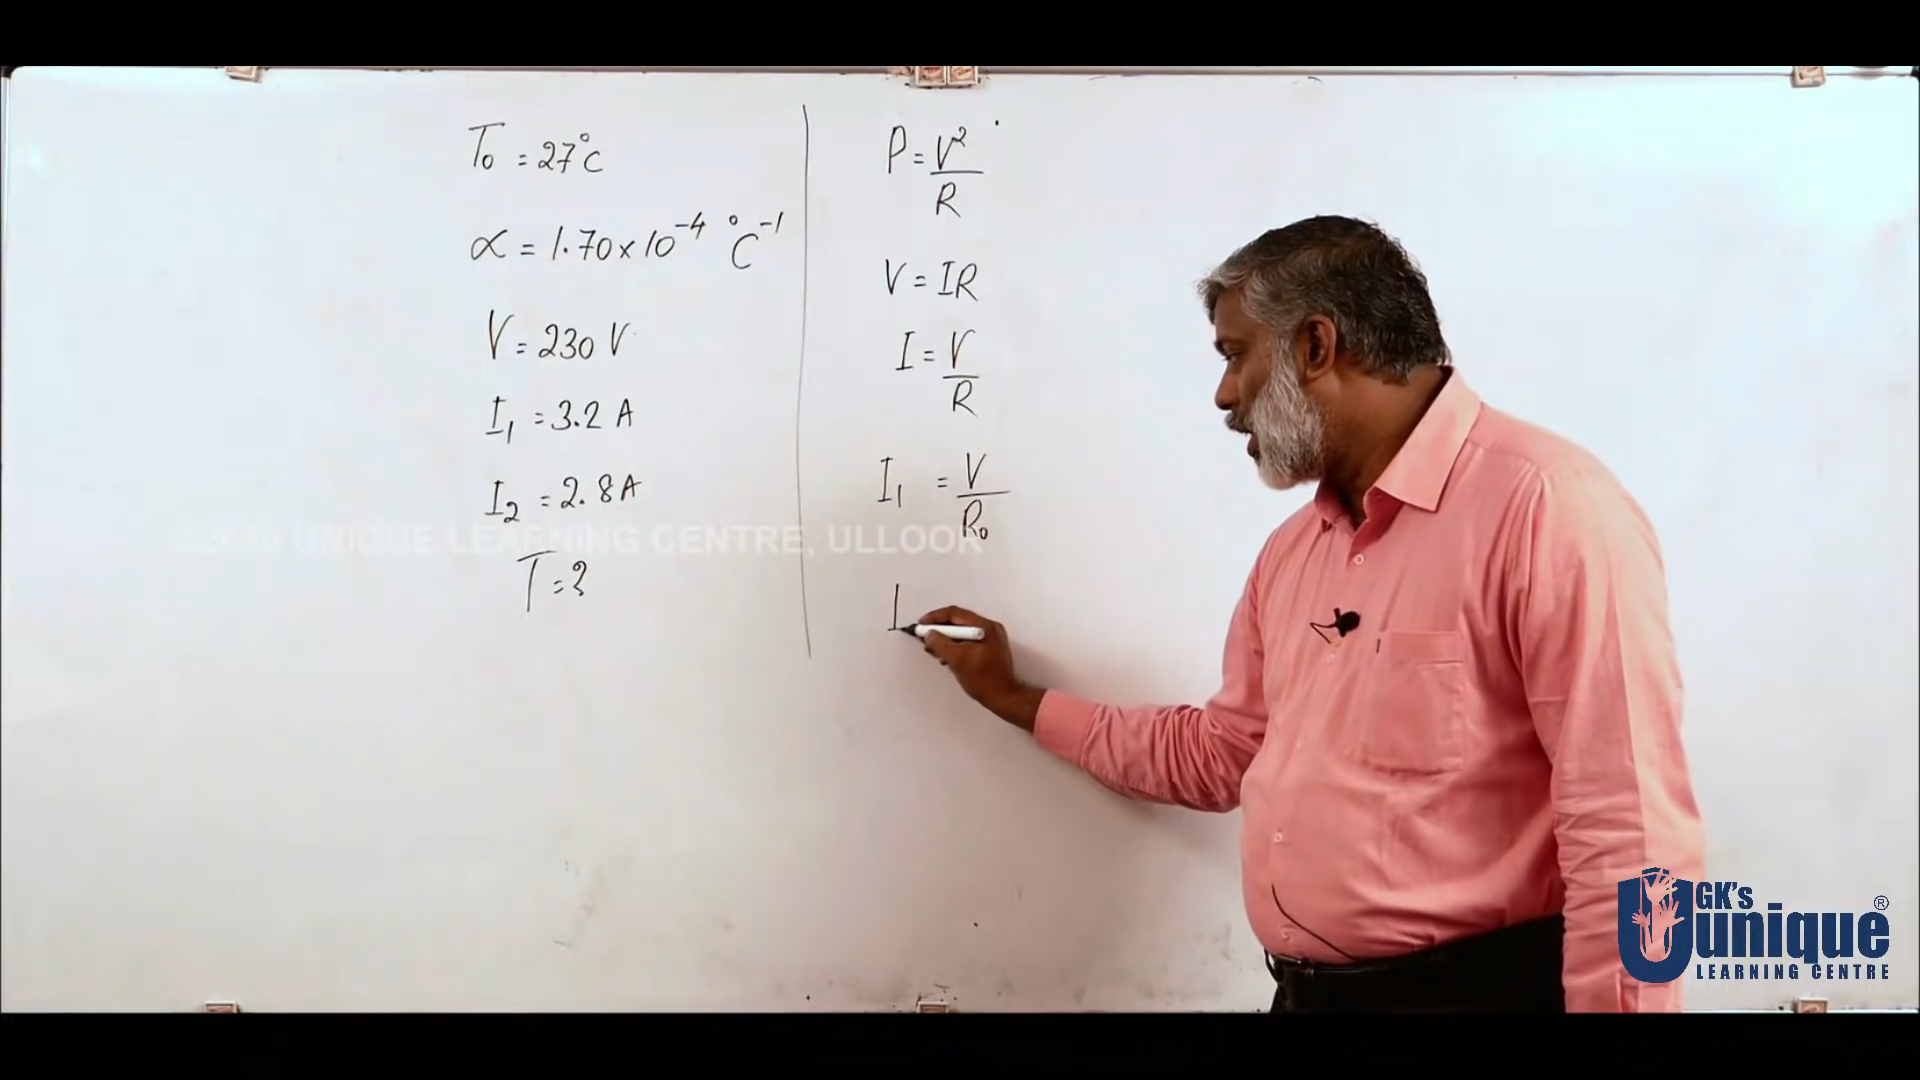 T₀ = 27°C
α = 1.70 × 10⁻⁴ °C⁻¹
V = 230 V
I₁ = 3.2 A
I₂ = 2.8 A
T = ?
P = V²/R
V = IR
I = V/R
I₁ = V/R₀
I
©2020 UNIQUE LEARNING CENTRE, ULLOOR
GK's
Unique ®
LEARNING CENTRE